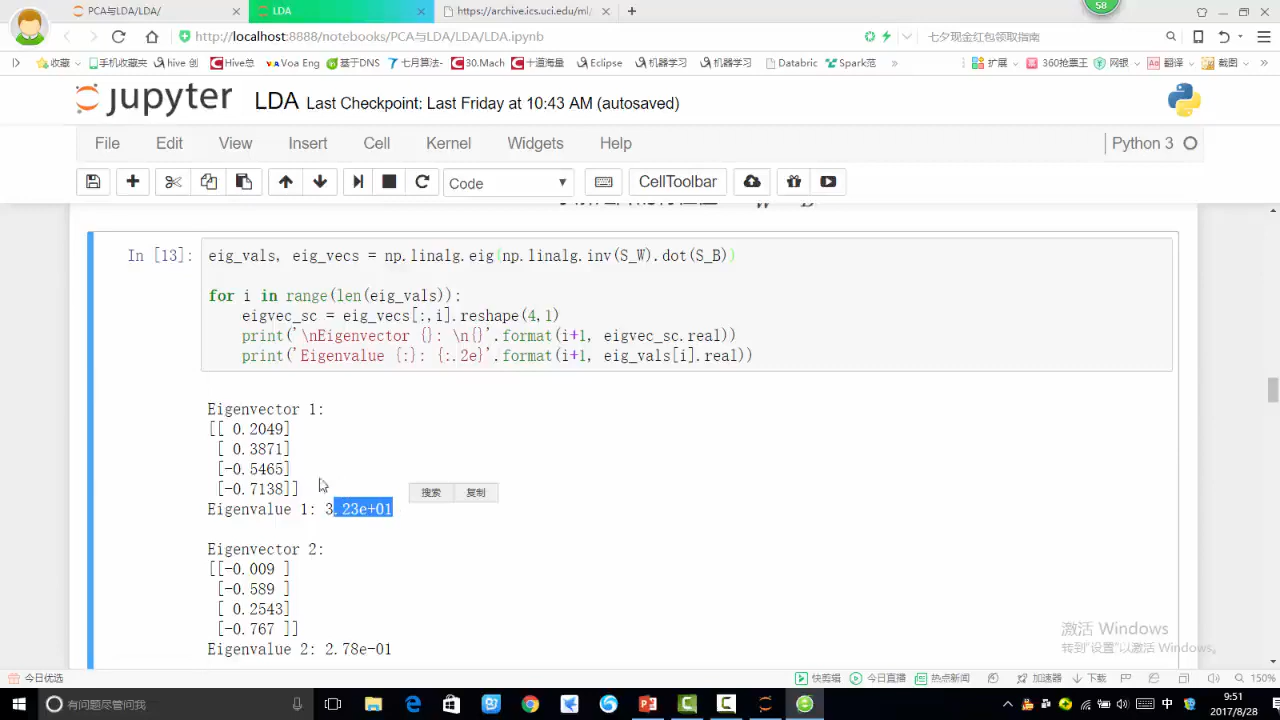 PCA与LDA/LDA/
LDA
https://archive.ics.uci.edu/ml/
58
http://localhost:8888/notebooks/PCA与LDA/LDA/LDA.ipynb
七夕现金红包领取指南
收藏 手机收藏夹 hive 创 Hive总 Voa Eng 基于DNS 七月算法- 30.Mach 十道海量 Eclipse 机器学习 机器学习 Databric Spark范 扩展 360抢票王 网银 翻译 截图
jupyter LDA Last Checkpoint: Last Friday at 10:43 AM (autosaved)
File Edit View Insert Cell Kernel Widgets Help Python 3
Code CellToolbar
In [13]: eig_vals, eig_vecs = np.linalg.eig(np.linalg.inv(S_W).dot(S_B))
for i in range(len(eig_vals)):
eigvec_sc = eig_vecs[:,i].reshape(4,1)
print('\nEigenvector {}: \n{}'.format(i+1, eigvec_sc.real))
print('Eigenvalue {:}: {:.2e}'.format(i+1, eig_vals[i].real))
Eigenvector 1:
[[ 0.2049]
[ 0.3871]
[-0.5465]
[-0.7138]]
搜索 复制
Eigenvalue 1: 3.23e+01
Eigenvector 2:
[[-0.009 ]
[-0.589 ]
[ 0.2543]
[-0.767 ]]
Eigenvalue 2: 2.78e-01
激活 Windows
转到"设置"以激活 Windows。
今日优选 快剪辑 今日直播 热点新闻 加速器 下载 150%
有问题尽管问我
中
9:51
2017/8/28